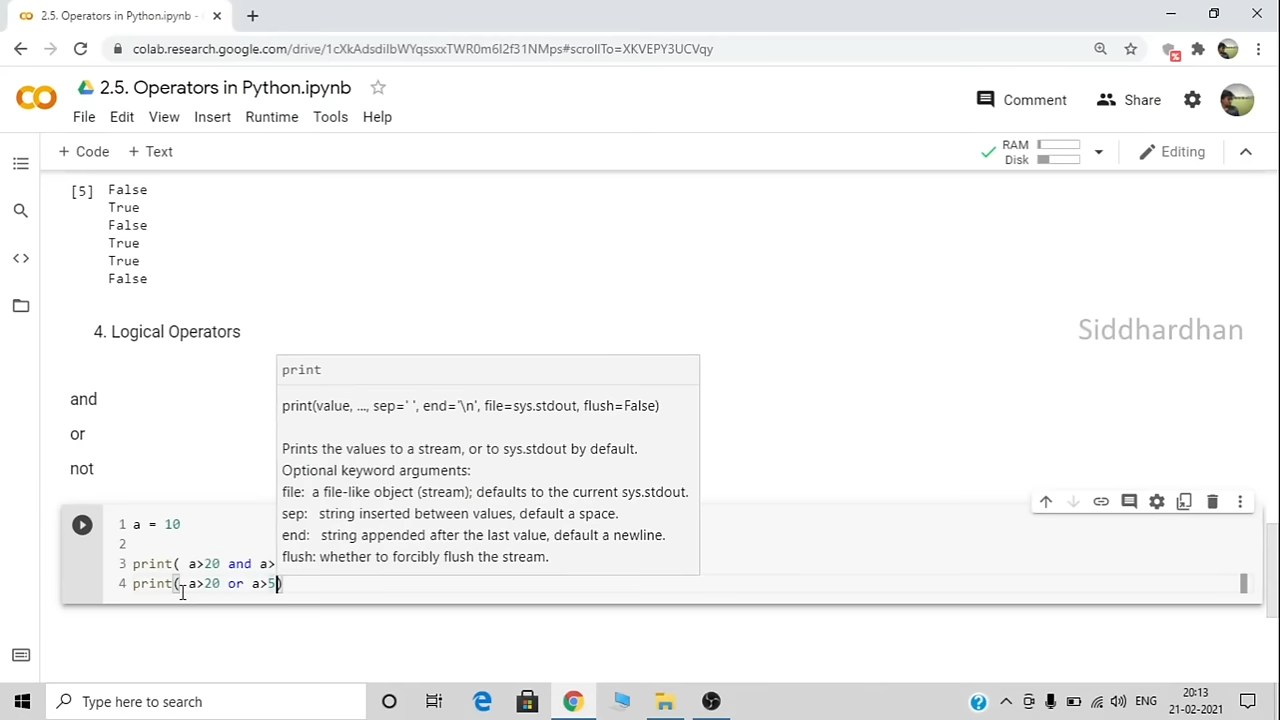 2.5. Operators in Python.ipynb -
colab.research.google.com/drive/1cXkAdsdiIbWYqssxxTWR0m6I2f31NMps#scrollTo=XKVEPY3UCVqy
2.5. Operators in Python.ipynb
Comment
Share
File Edit View Insert Runtime Tools Help
+ Code + Text
RAM
Disk
Editing
[5] False
True
False
True
True
False
4. Logical Operators
Siddhardhan
and
or
not
print
print(value, ..., sep=' ', end='\n', file=sys.stdout, flush=False)
Prints the values to a stream, or to sys.stdout by default.
Optional keyword arguments:
file: a file-like object (stream); defaults to the current sys.stdout.
sep: string inserted between values, default a space.
end: string appended after the last value, default a newline.
flush: whether to forcibly flush the stream.
1 a = 10
2
3 print( a>20 and a>
4 print( a>20 or a>5)
Type here to search
ENG
20:13
21-02-2021